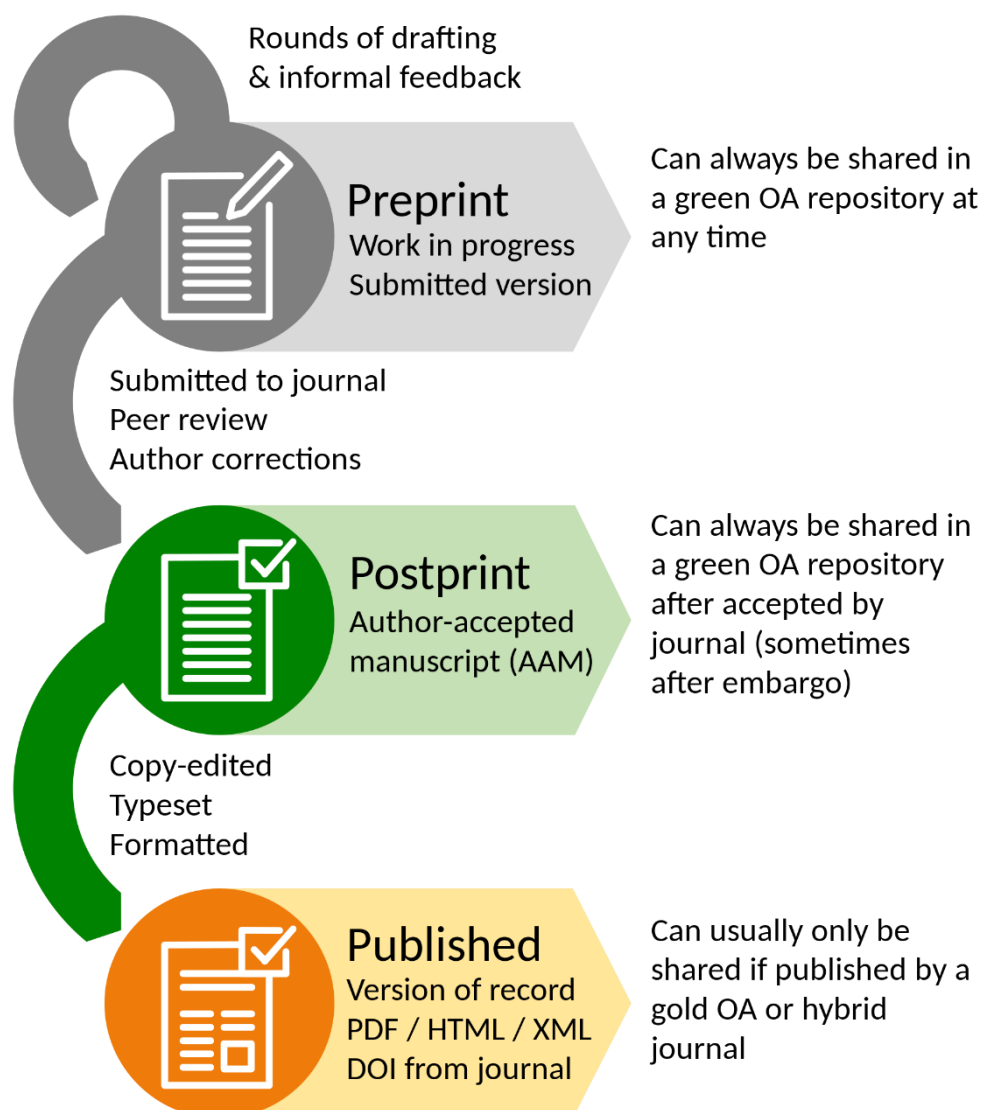 Rounds of drafting
& informal feedback
Preprint
Work in progress
Submitted version
Can always be shared in
a green OA repository at
any time
Submitted to journal
Peer review
Author corrections
Postprint
Author-accepted
manuscript (AAM)
Can always be shared in
a green OA repository
after accepted by
journal (sometimes
after embargo)
Copy-edited
Typeset
Formatted
Published
Version of record
PDF / HTML / XML
DOI from journal
Can usually only be
shared if published by a
gold OA or hybrid
journal